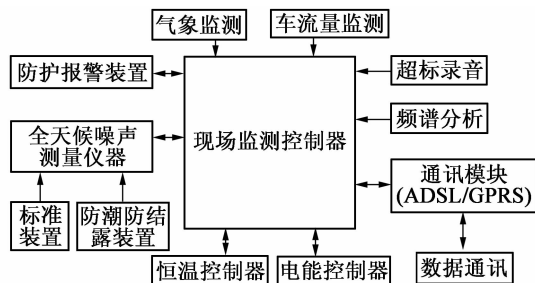 气象监测
车流量监测
防护报警装置
超标录音
频谱分析
全天候噪声
测量仪器
现场监测控制器
通讯模块
(ADSL/GPRS)
标准
装置
防潮防结
露装置
恒温控制器
电能控制器
数据通讯